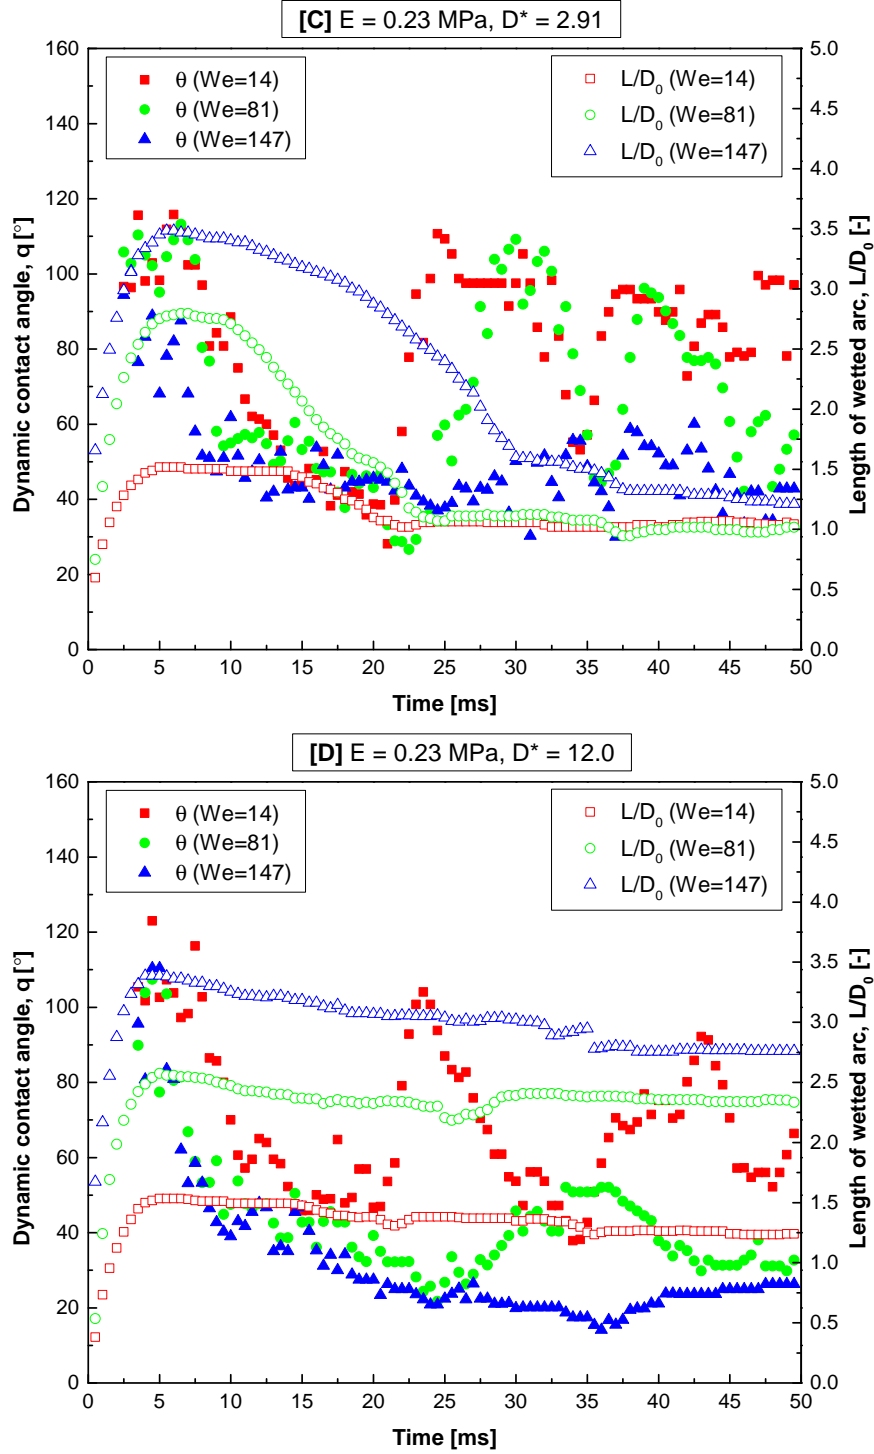 [C] E = 0.23 MPa, D* = 2.91
160
140
120
100
80
60
40
20
0
Dynamic contact angle, q [°]
θ (We=14)
θ (We=81)
θ (We=147)
L/D₀ (We=14)
L/D₀ (We=81)
L/D₀ (We=147)
5.0
4.5
4.0
3.5
3.0
2.5
2.0
1.5
1.0
0.5
0.0
Length of wetted arc, L/D₀ [-]
0 5 10 15 20 25 30 35 40 45 50
Time [ms]
[D] E = 0.23 MPa, D* = 12.0
160
140
120
100
80
60
40
20
0
Dynamic contact angle, q [°]
θ (We=14)
θ (We=81)
θ (We=147)
L/D₀ (We=14)
L/D₀ (We=81)
L/D₀ (We=147)
5.0
4.5
4.0
3.5
3.0
2.5
2.0
1.5
1.0
0.5
0.0
Length of wetted arc, L/D₀ [-]
0 5 10 15 20 25 30 35 40 45 50
Time [ms]